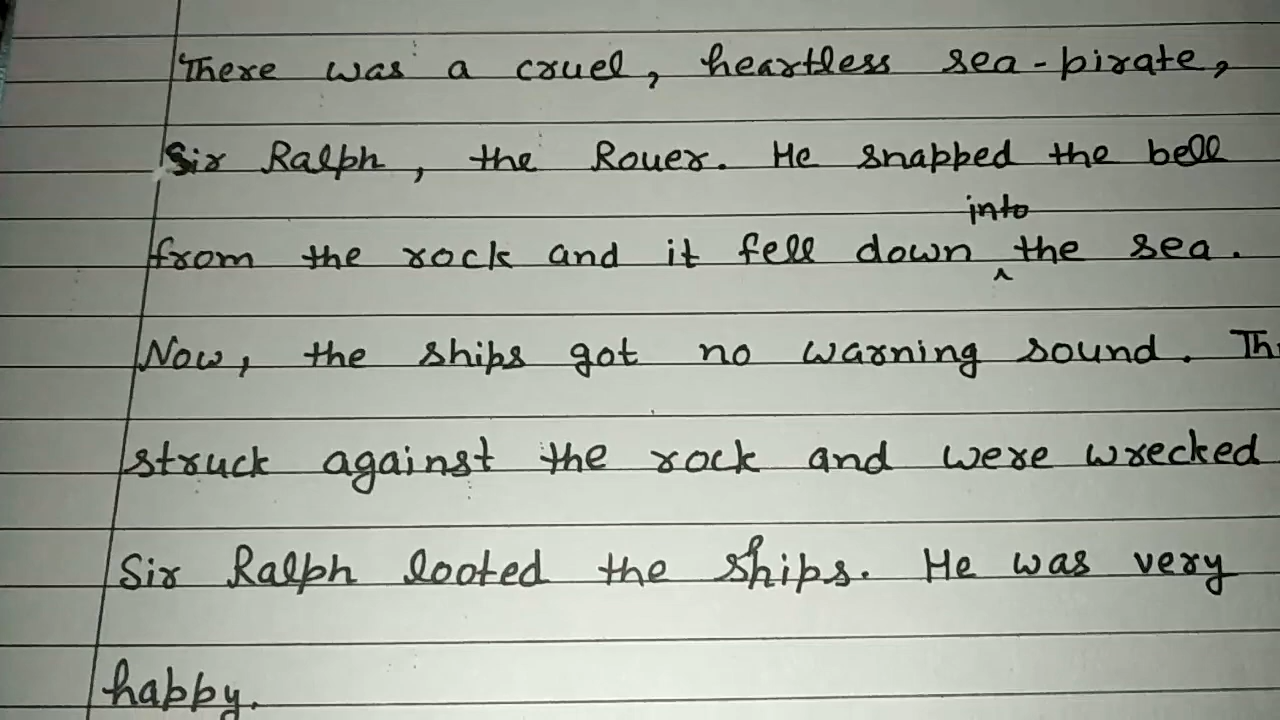 There was a cruel, heartless sea-pirate,
Sir Ralph, the Rover. He snapped the bell
from the rock and it fell down into the sea.
Now, the ships got no warning sound. Th
struck against the rock and were wrecked
Sir Ralph looted the ships. He was very
happy.